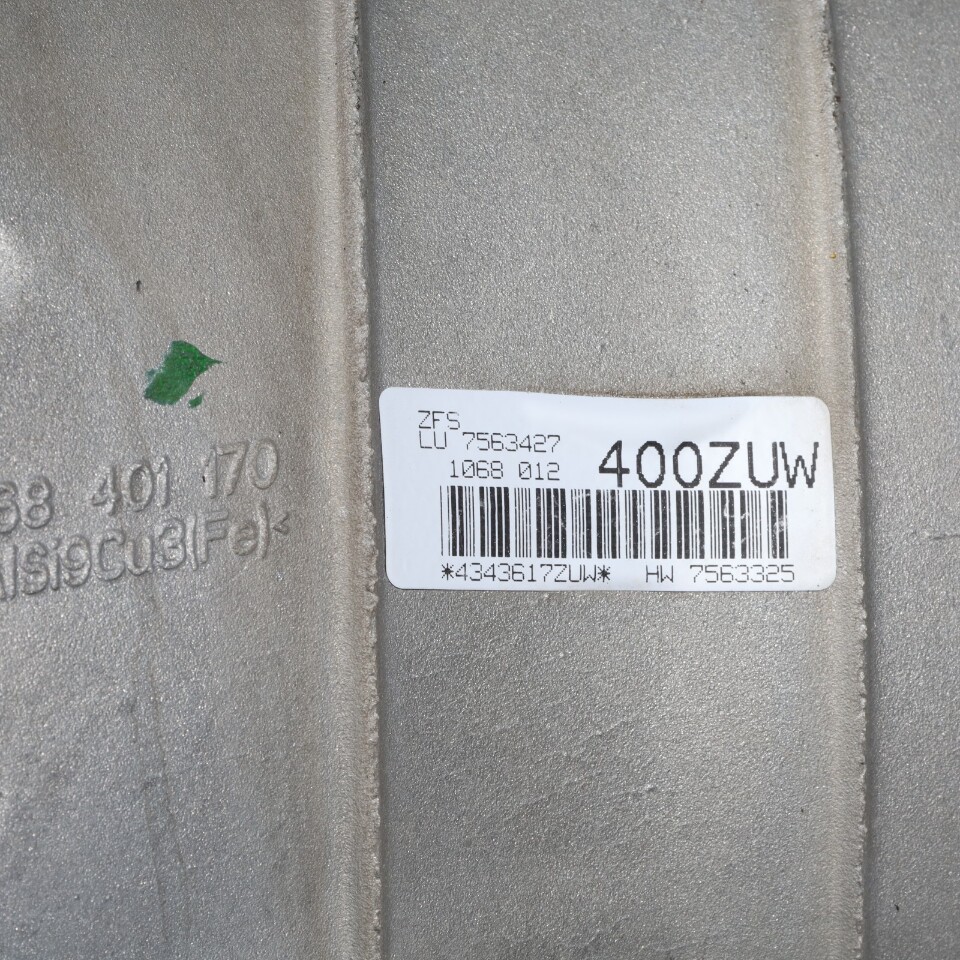 68 401 170
AlSi9Cu3(Fe)<
ZFS
LU 7563427
1068 012 400ZUW
*4343617ZUW* HW 7563325